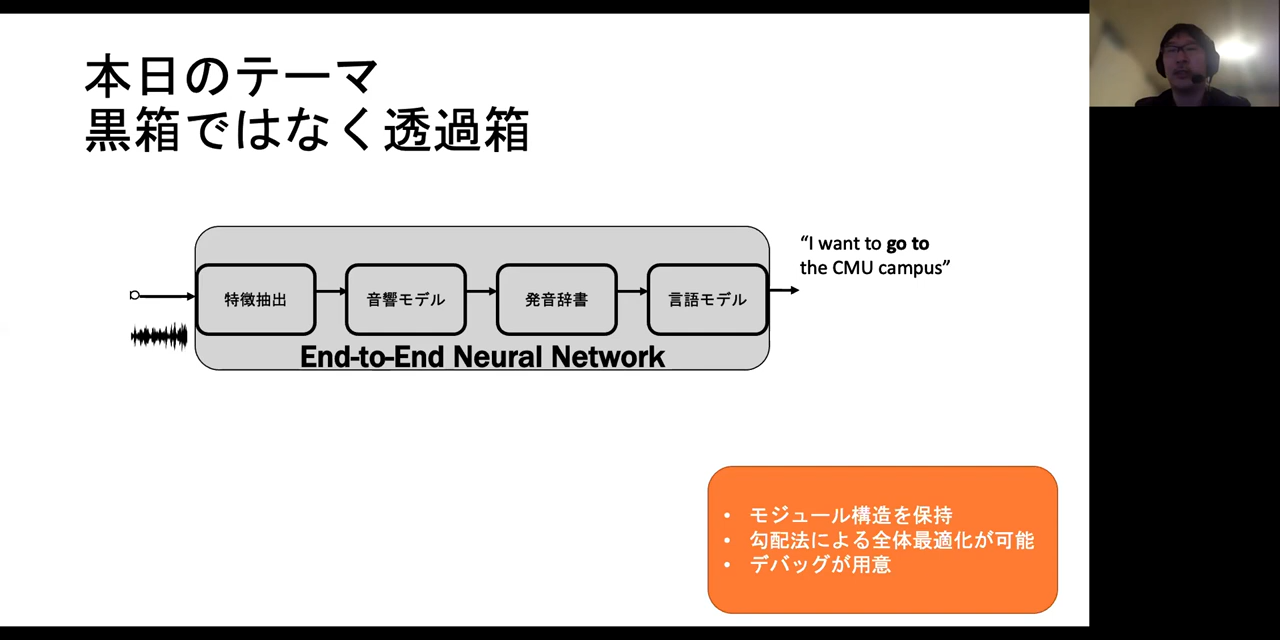 本日のテーマ
黒箱ではなく透過箱
特徴抽出
音響モデル
発音辞書
言語モデル
End-to-End Neural Network
“I want to go to
the CMU campus”
• モジュール構造を保持
• 勾配法による全体最適化が可能
• デバッグが用意